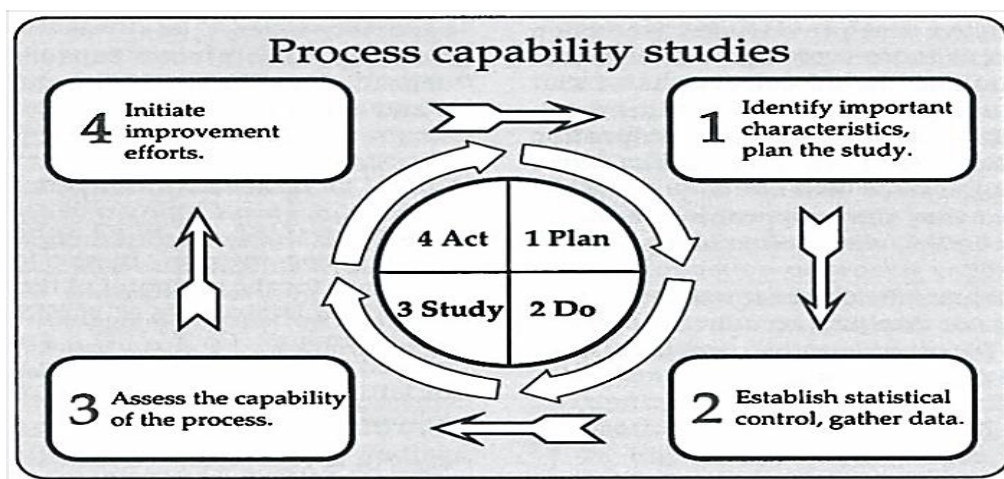 Process capability studies
4 Initiate
improvement
efforts.
1 Identify important
characteristics,
plan the study.
4 Act
1 Plan
3 Study
2 Do
3 Assess the capability
of the process.
2 Establish statistical
control, gather data.